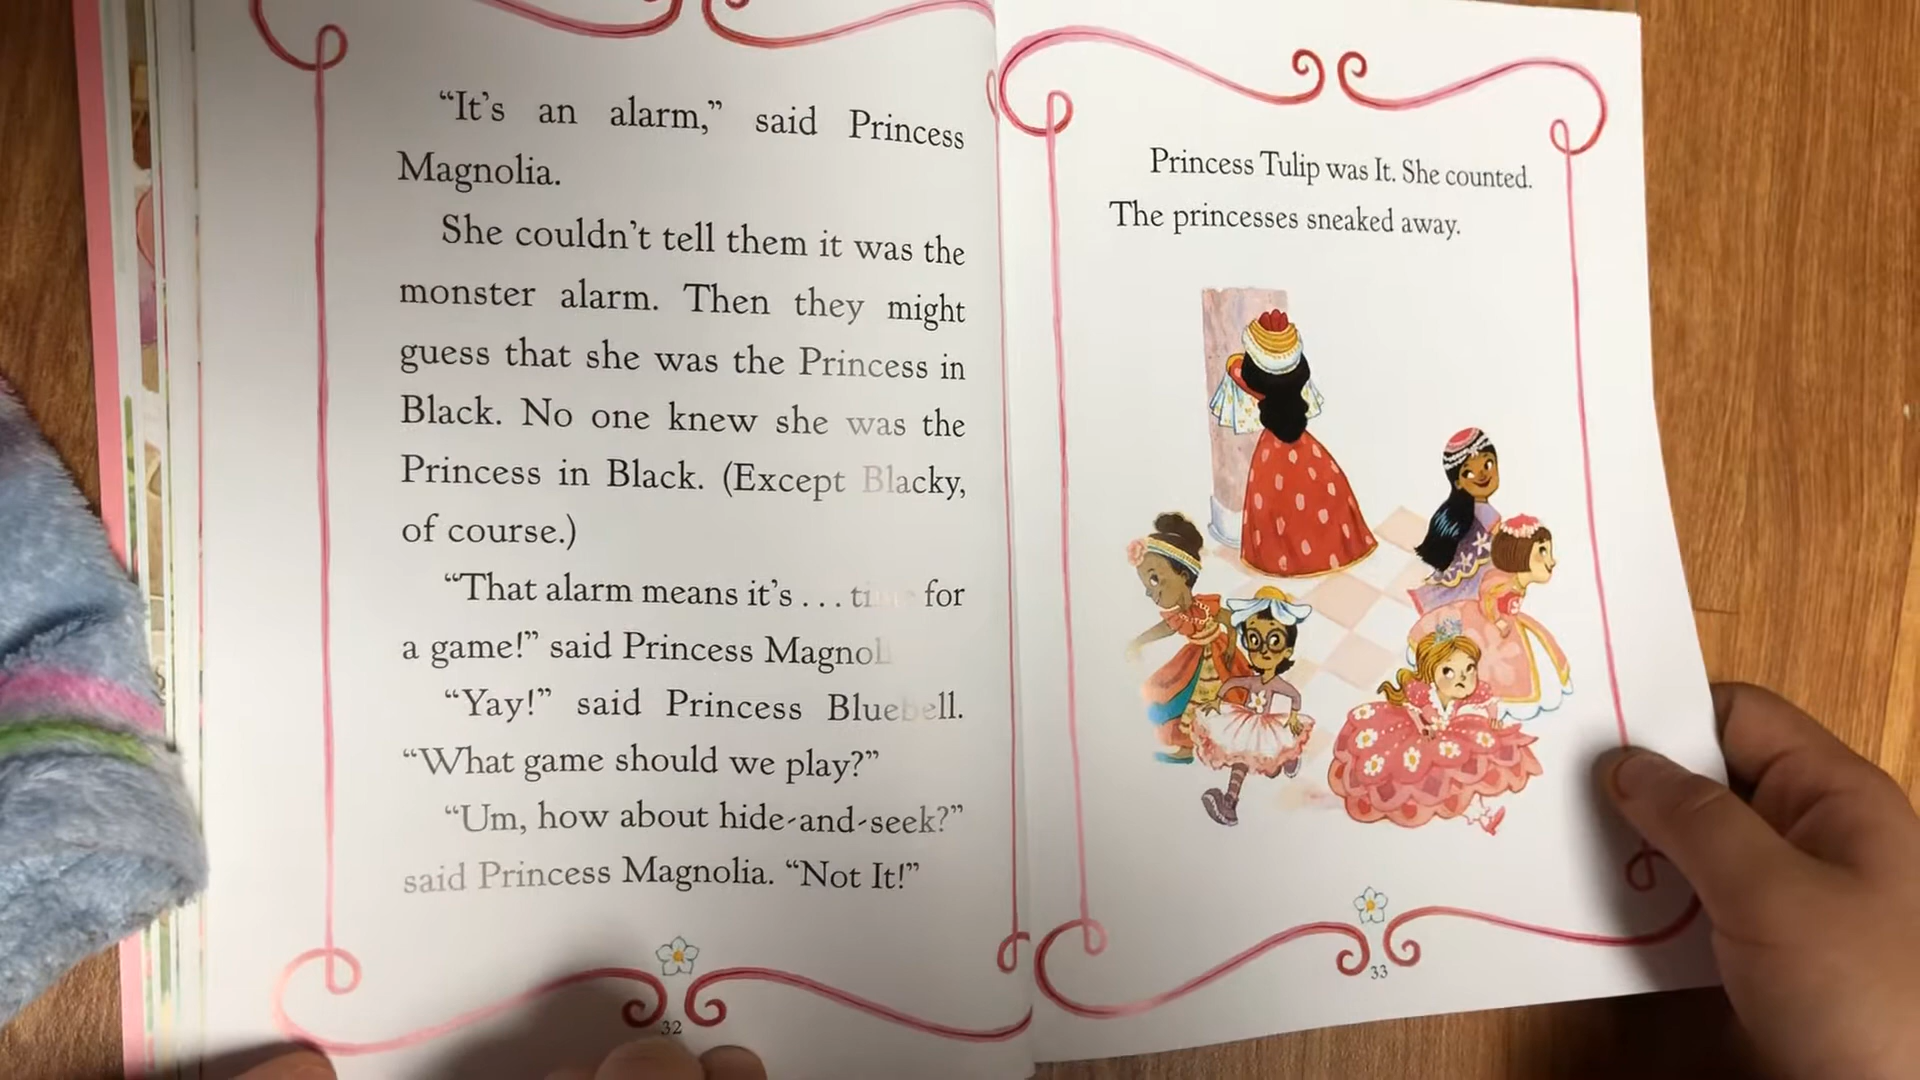 “It’s an alarm,” said Princess
Magnolia.
She couldn’t tell them it was the
monster alarm. Then they might
guess that she was the Princess in
Black. No one knew she was the
Princess in Black. (Except Blacky,
of course.)
“That alarm means it’s . . . for
a game!” said Princess
“Yay!” said Princess Bluebell.
“What game should we play?”
“Um, how about hide-and-seek?”
said Princess Magnolia. “Not It!”
32
Princess Tulip was It. She counted.
The princesses sneaked away.
33